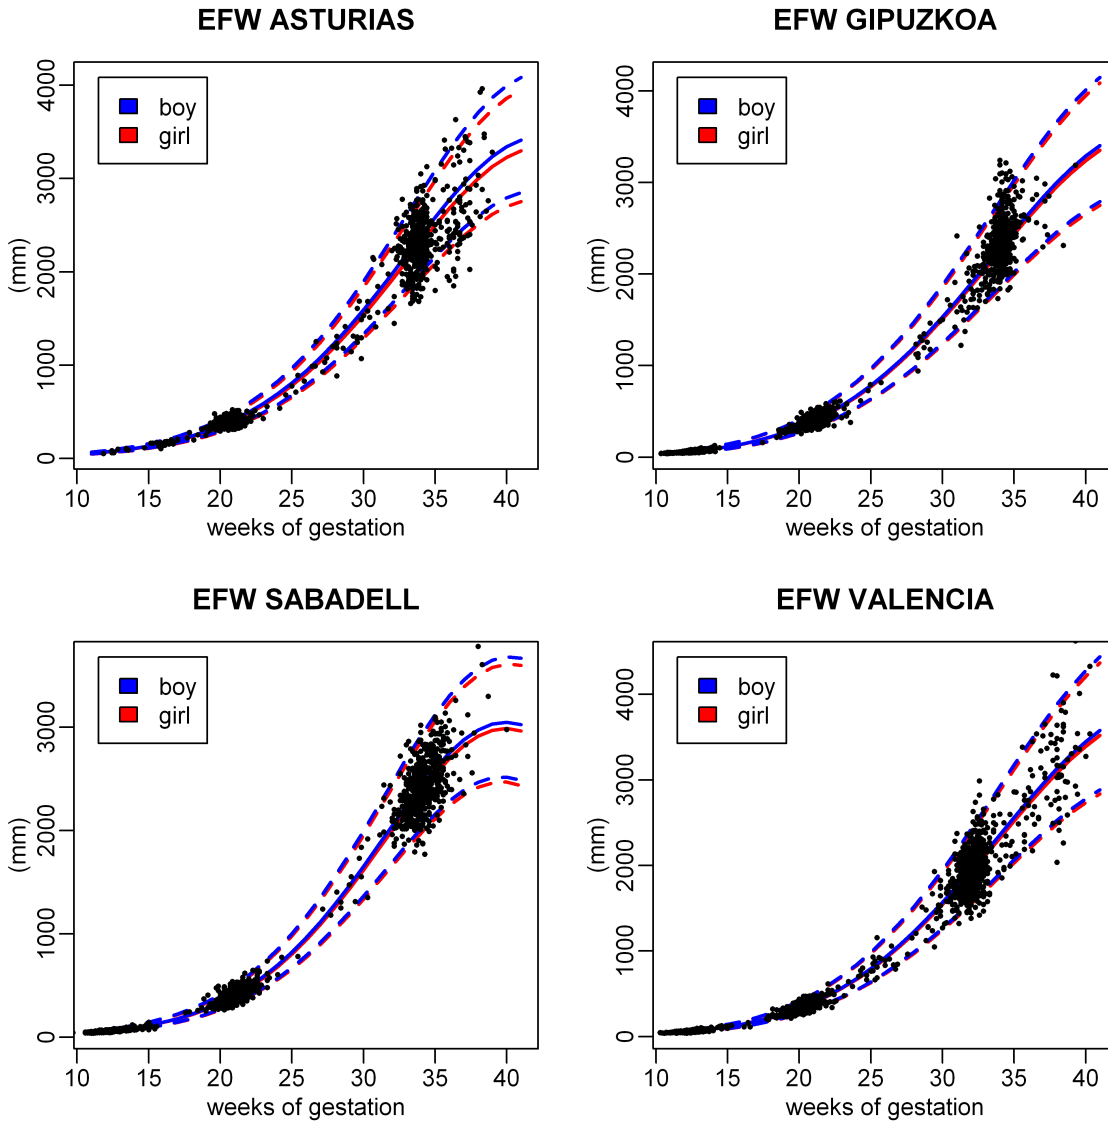 EFW ASTURIAS
4000
3000
2000
1000
0
(mm)
boy
girl
10 15 20 25 30 35 40
weeks of gestation
EFW GIPUZKOA
4000
3000
2000
1000
0
(mm)
boy
girl
10 15 20 25 30 35 40
weeks of gestation
EFW SABADELL
3000
2000
1000
0
(mm)
boy
girl
10 15 20 25 30 35 40
weeks of gestation
EFW VALENCIA
4000
3000
2000
1000
0
(mm)
boy
girl
10 15 20 25 30 35 40
weeks of gestation